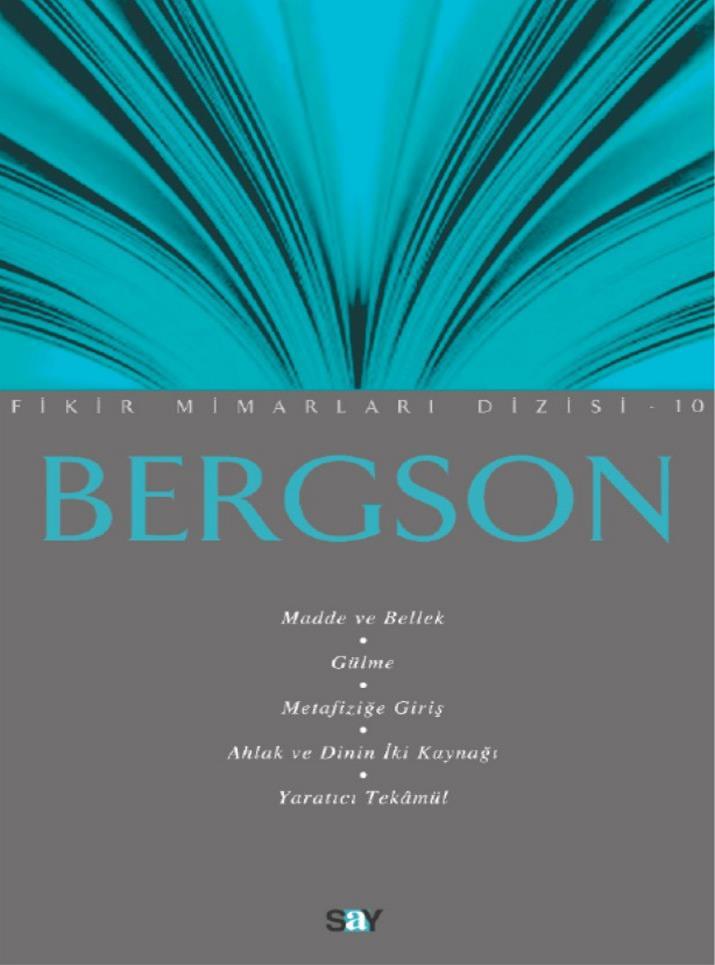 FİKİR MİMARLARI DİZİSİ - 10
BERGSON
Madde ve Bellek
•
Gülme
•
Metafiziğe Giriş
•
Ahlak ve Dinin İki Kaynağı
•
Yaratıcı Tekâmül
say